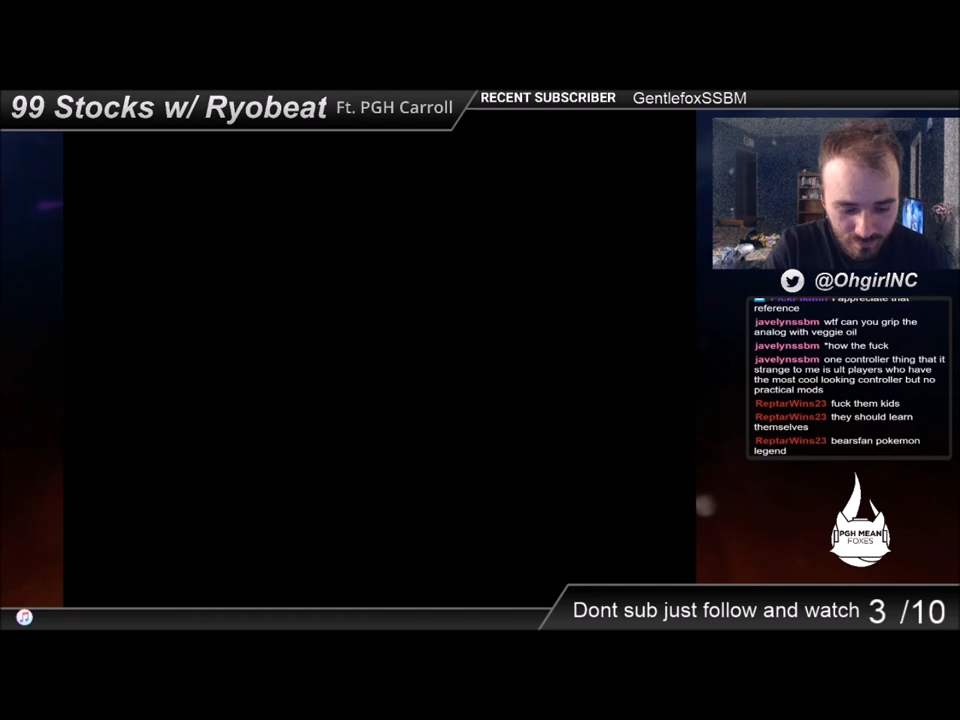 99 Stocks w/ Ryobeat Ft. PGH Carroll
RECENT SUBSCRIBER GentlefoxSSBM
@OhgirlNC
I appreciate that
reference
javelynssbm wtf can you grip the
analog with veggie oil
javelynssbm *how the fuck
javelynssbm one controller thing that it
strange to me is ult players who have
the most cool looking controller but no
practical mods
ReptarWins23 fuck them kids
ReptarWins23 they should learn
themselves
ReptarWins23 bearsfan pokemon
legend
PGH MEAN
FOXES
Dont sub just follow and watch 3 /10